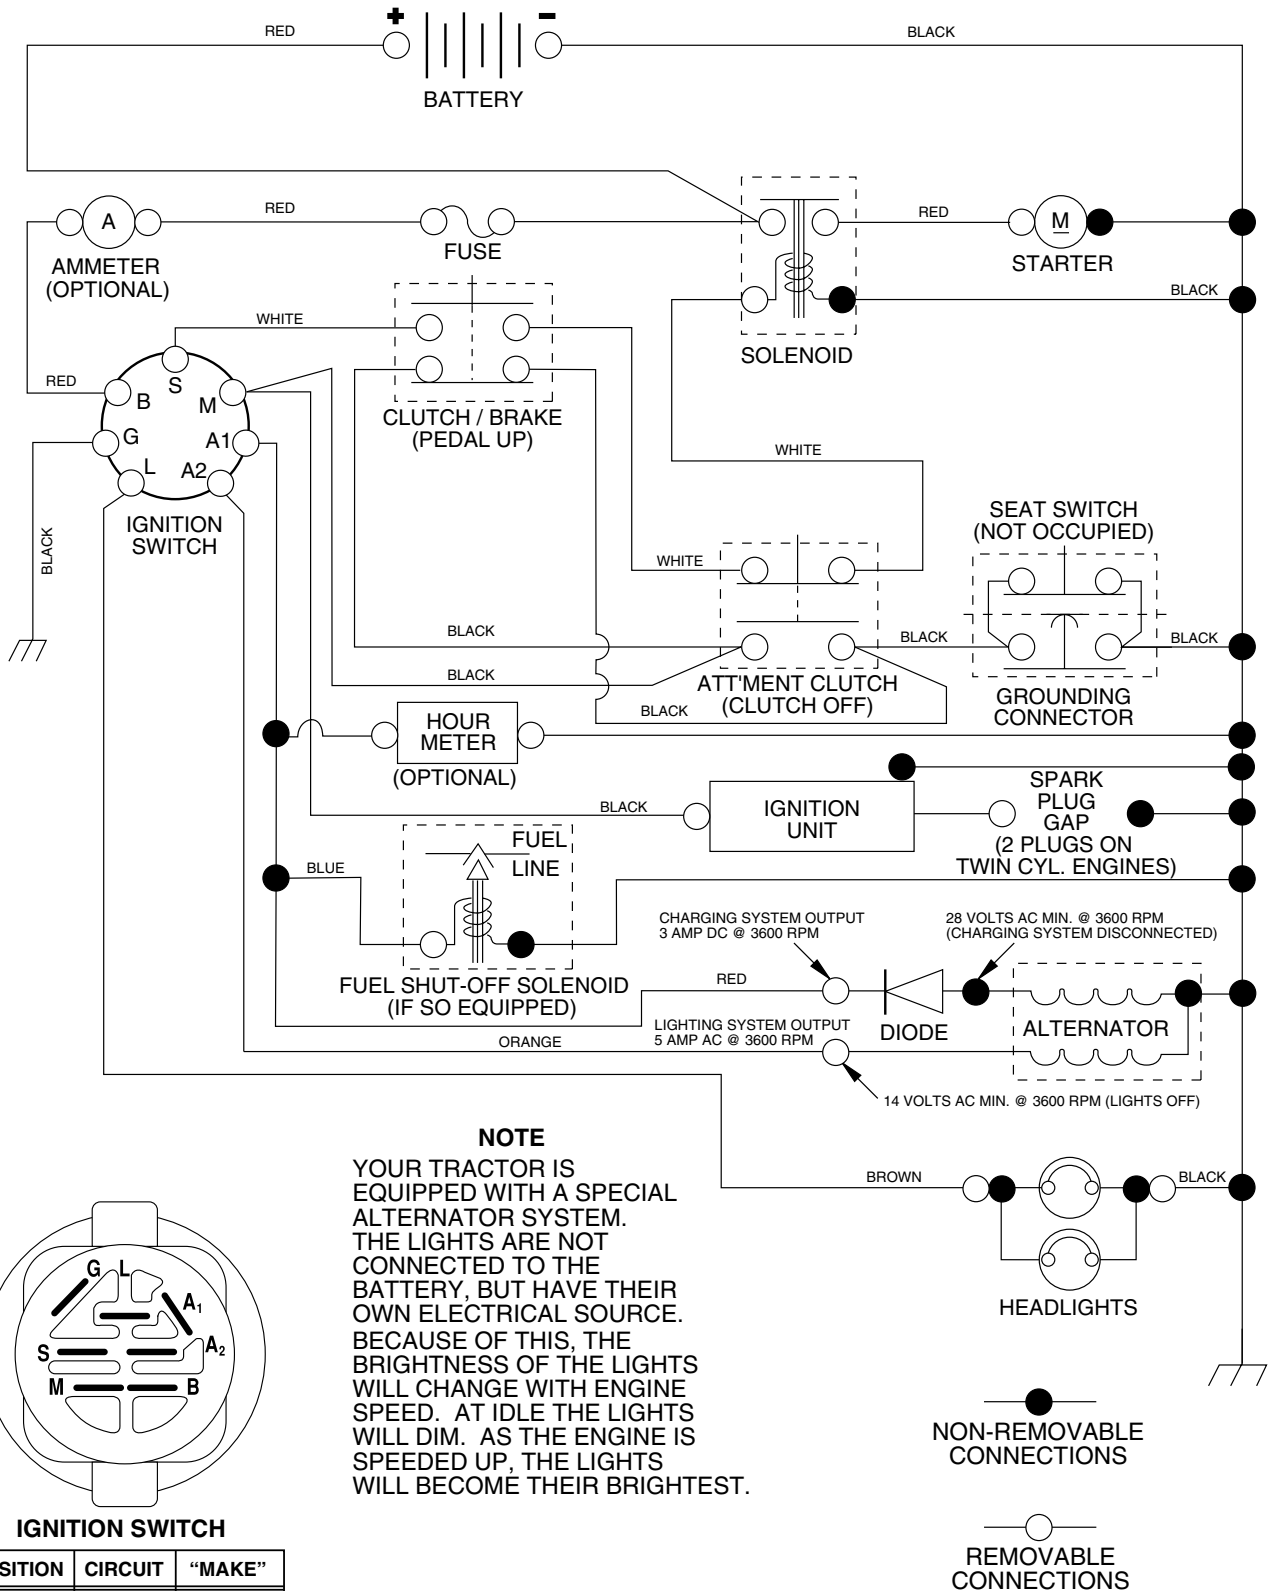 + -
RED
BLACK
BATTERY
A
RED
FUSE
RED
M
STARTER
AMMETER
(OPTIONAL)
BLACK
WHITE
SOLENOID
RED
S
B
M
G
A1
L
A2
CLUTCH / BRAKE
(PEDAL UP)
WHITE
IGNITION
SWITCH
BLACK
SEAT SWITCH
(NOT OCCUPIED)
WHITE
BLACK
BLACK
BLACK
BLACK
ATT'MENT CLUTCH
(CLUTCH OFF)
BLACK
GROUNDING
CONNECTOR
HOUR
METER
(OPTIONAL)
BLACK
IGNITION
UNIT
SPARK
PLUG
GAP
(2 PLUGS ON
TWIN CYL. ENGINES)
FUEL
LINE
BLUE
FUEL SHUT-OFF SOLENOID
(IF SO EQUIPPED)
CHARGING SYSTEM OUTPUT
3 AMP DC @ 3600 RPM
28 VOLTS AC MIN. @ 3600 RPM
(CHARGING SYSTEM DISCONNECTED)
RED
DIODE
ALTERNATOR
LIGHTING SYSTEM OUTPUT
5 AMP AC @ 3600 RPM
ORANGE
14 VOLTS AC MIN. @ 3600 RPM (LIGHTS OFF)
NOTE
YOUR TRACTOR IS
EQUIPPED WITH A SPECIAL
ALTERNATOR SYSTEM.
THE LIGHTS ARE NOT
CONNECTED TO THE
BATTERY, BUT HAVE THEIR
OWN ELECTRICAL SOURCE.
BECAUSE OF THIS, THE
BRIGHTNESS OF THE LIGHTS
WILL CHANGE WITH ENGINE
SPEED. AT IDLE THE LIGHTS
WILL DIM. AS THE ENGINE IS
SPEEDED UP, THE LIGHTS
WILL BECOME THEIR BRIGHTEST.
BROWN
BLACK
HEADLIGHTS
G L
A1
S
A2
M
B
IGNITION SWITCH
SITION CIRCUIT “MAKE”
NON-REMOVABLE
CONNECTIONS
REMOVABLE
CONNECTIONS